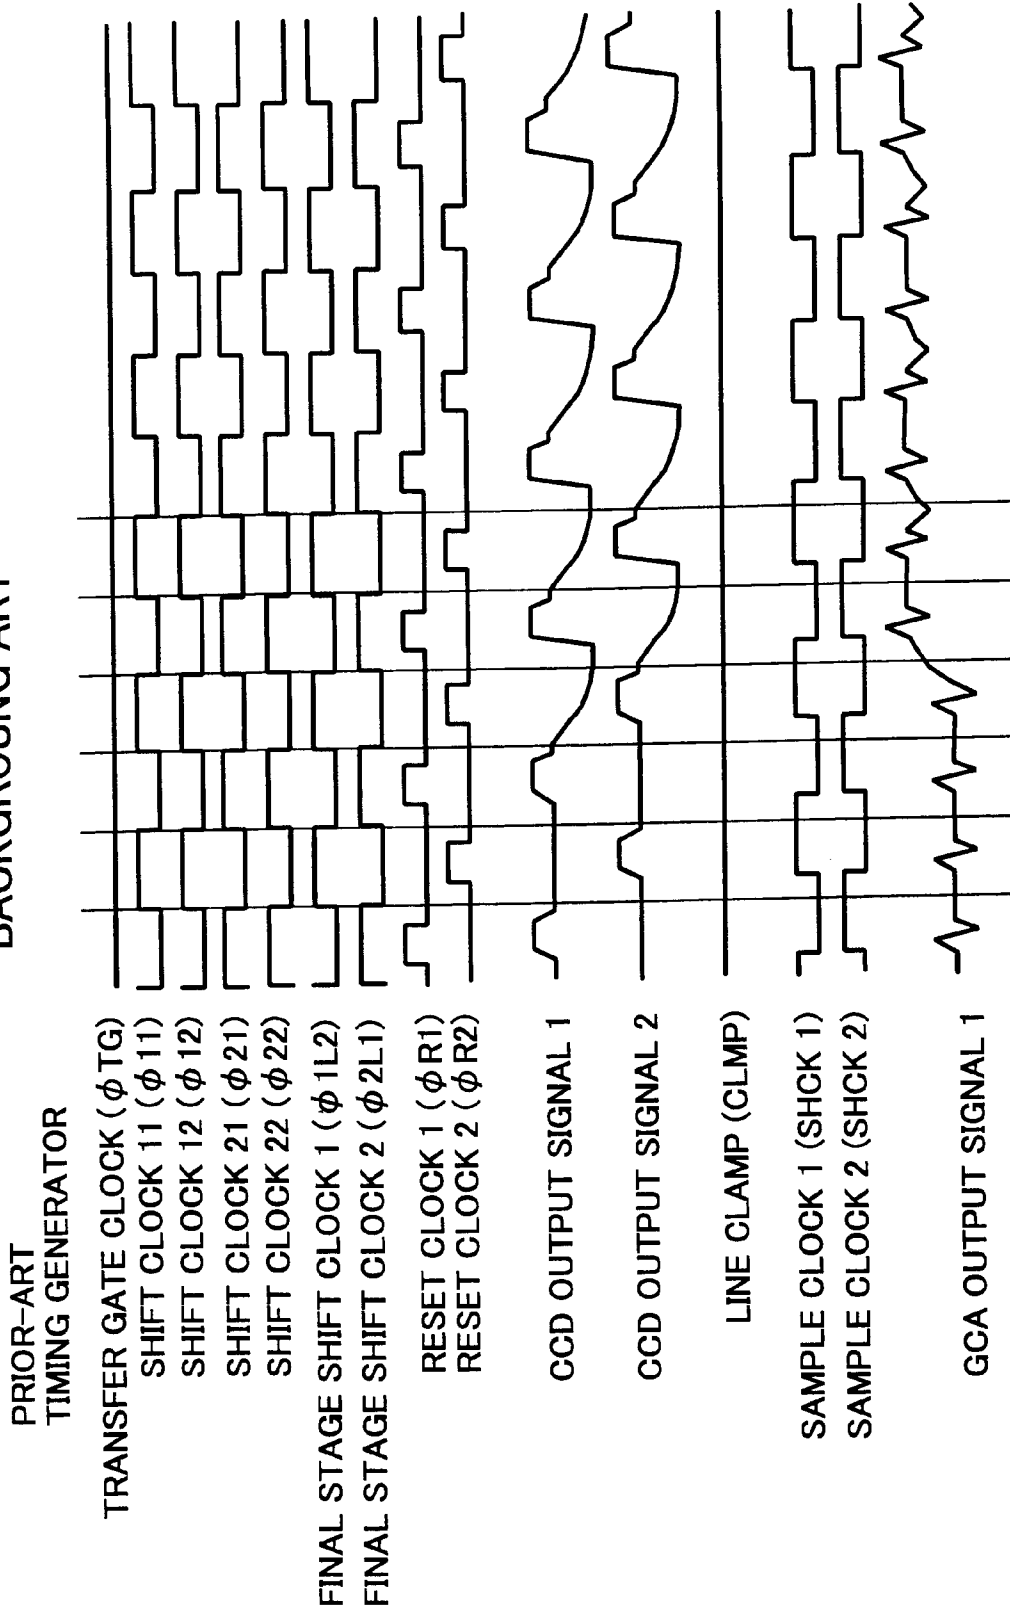 BACKGROUND ART
PRIOR-ART
TIMING GENERATOR
TRANSFER GATE CLOCK (φTG)
SHIFT CLOCK 11 (φ11)
SHIFT CLOCK 12 (φ12)
SHIFT CLOCK 21 (φ21)
SHIFT CLOCK 22 (φ22)
FINAL STAGE SHIFT CLOCK 1 (φ1L2)
FINAL STAGE SHIFT CLOCK 2 (φ2L1)
RESET CLOCK 1 (φR1)
RESET CLOCK 2 (φR2)
CCD OUTPUT SIGNAL 1
CCD OUTPUT SIGNAL 2
LINE CLAMP (CLMP)
SAMPLE CLOCK 1 (SHCK 1)
SAMPLE CLOCK 2 (SHCK 2)
GCA OUTPUT SIGNAL 1